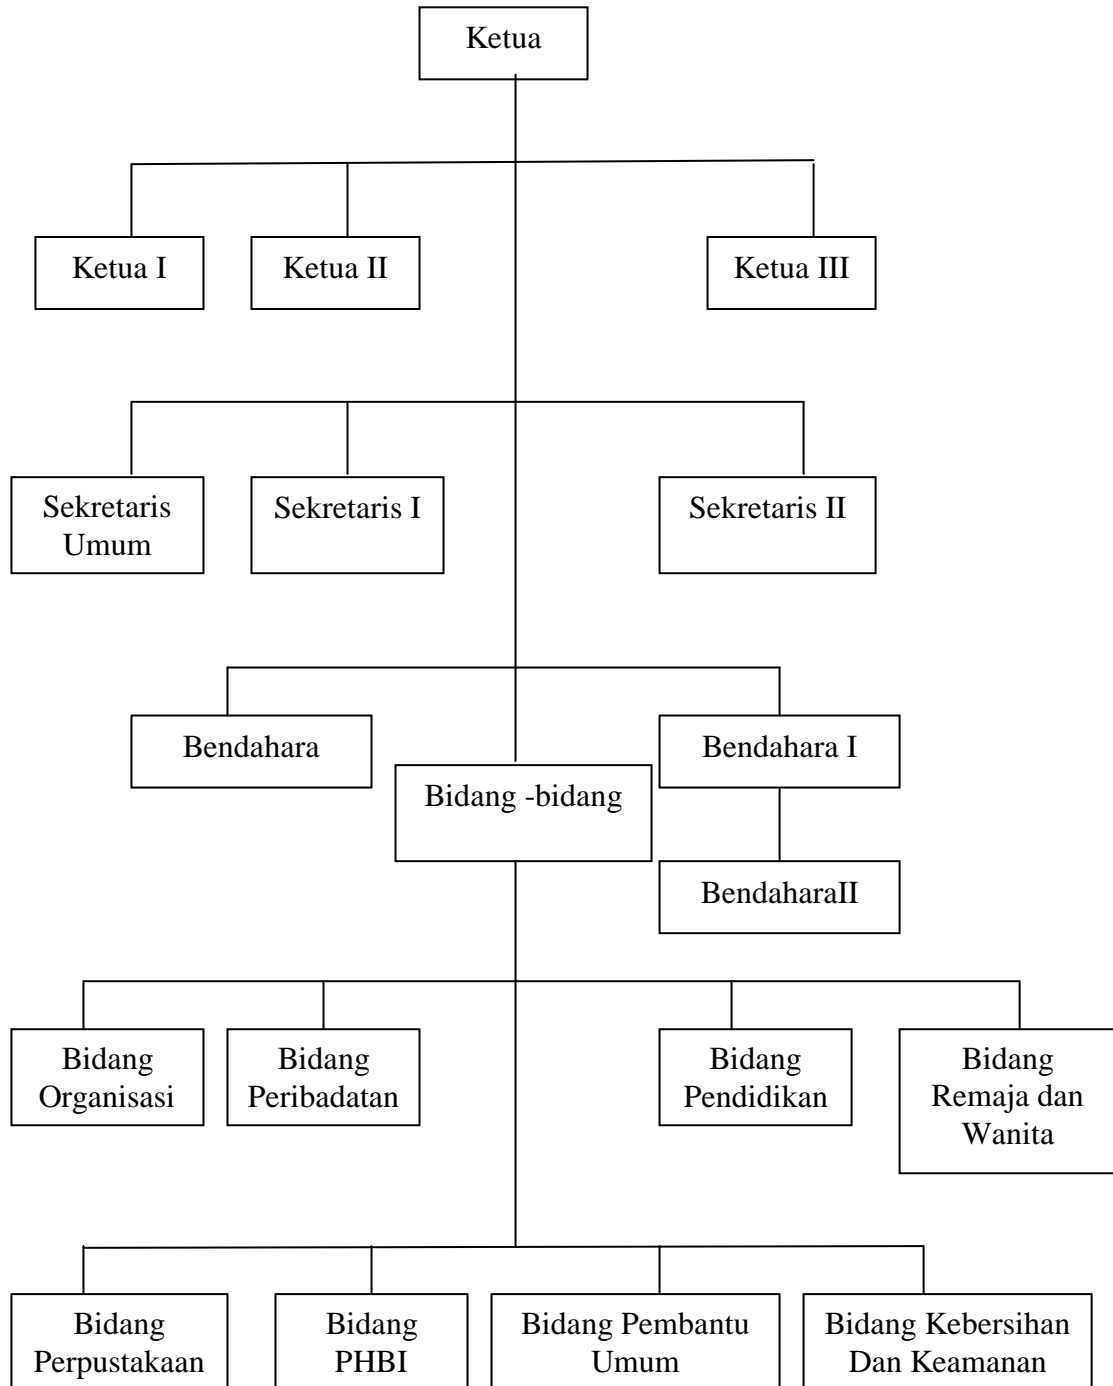 Ketua
Ketua I
Ketua II
Ketua III
Sekretaris
Umum
Sekretaris I
Sekretaris II
Bendahara
Bendahara I
Bidang -bidang
BendaharaII
Bidang
Organisasi
Bidang
Peribadatan
Bidang
Pendidikan
Bidang
Remaja dan
Wanita
Bidang
Perpustakaan
Bidang
PHBI
Bidang Pembantu
Umum
Bidang Kebersihan
Dan Keamanan